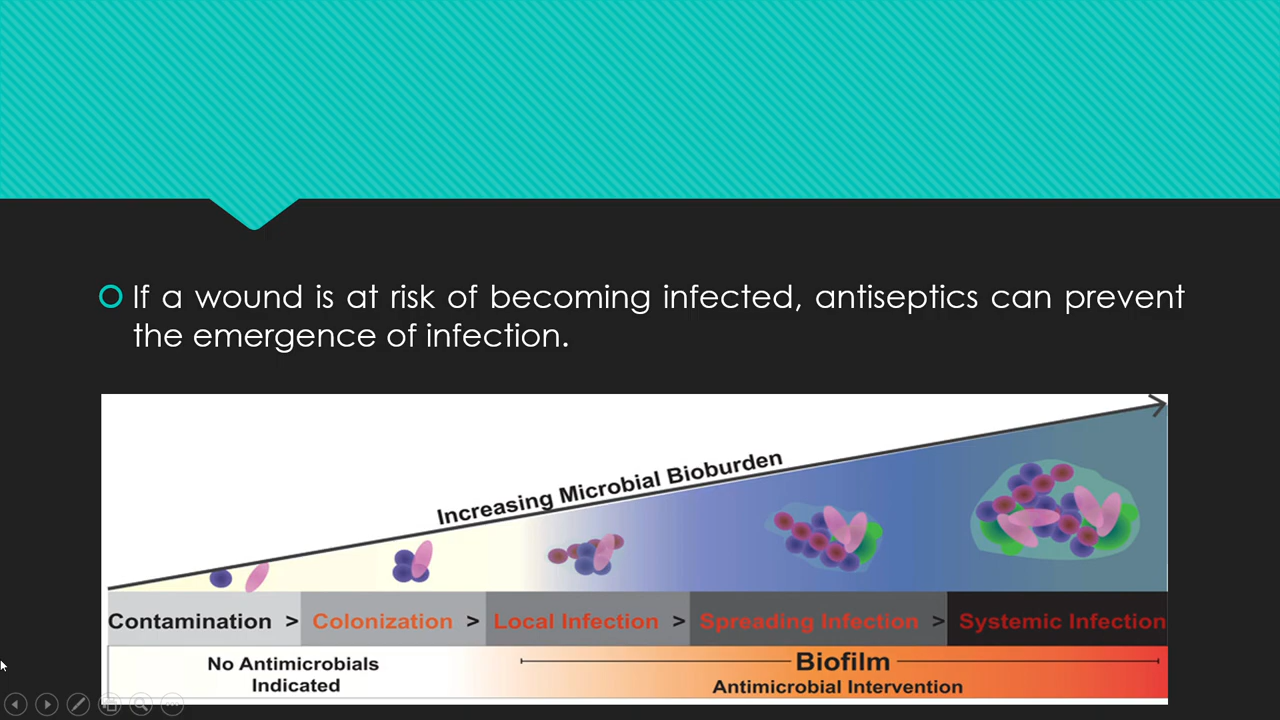 If a wound is at risk of becoming infected, antiseptics can prevent
the emergence of infection.
Increasing Microbial Bioburden
Contamination > Colonization > Local Infection > Spreading Infection > Systemic Infection
No Antimicrobials
Indicated
Biofilm
Antimicrobial Intervention